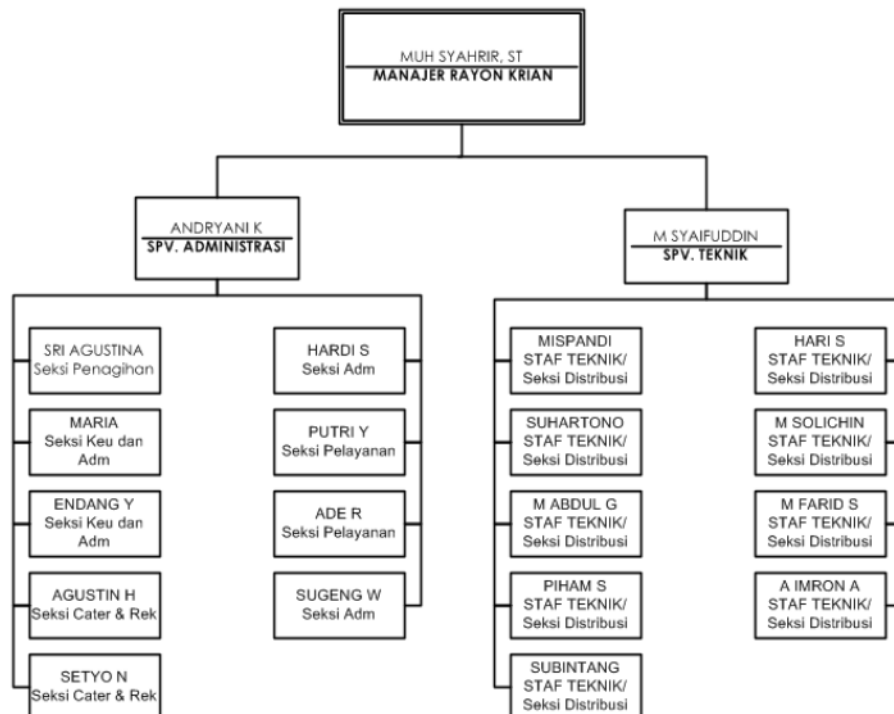 MUH SYAHRIR, ST
MANAJER RAYON KRIAN
ANDRYANI K
SPV. ADMINISTRASI
M SYAIFUDDIN
SPV. TEKNIK
SRI AGUSTINA
Seksi Penagihan
MARIA
Seksi Keu dan
Adm
ENDANG Y
Seksi Keu dan
Adm
AGUSTIN H
Seksi Cater & Rek
SETYO N
Seksi Cater & Rek
HARDI S
Seksi Adm
PUTRI Y
Seksi Pelayanan
ADE R
Seksi Pelayanan
SUGENG W
Seksi Adm
MISPANDI
STAF TEKNIK/
Seksi Distribusi
SUHARTONO
STAF TEKNIK/
Seksi Distribusi
M ABDUL G
STAF TEKNIK/
Seksi Distribusi
PIHAM S
STAF TEKNIK/
Seksi Distribusi
SUBINTANG
STAF TEKNIK/
Seksi Distribusi
HARI S
STAF TEKNIK/
Seksi Distribusi
M SOLICHIN
STAF TEKNIK/
Seksi Distribusi
M FARID S
STAF TEKNIK/
Seksi Distribusi
A IMRON A
STAF TEKNIK/
Seksi Distribusi